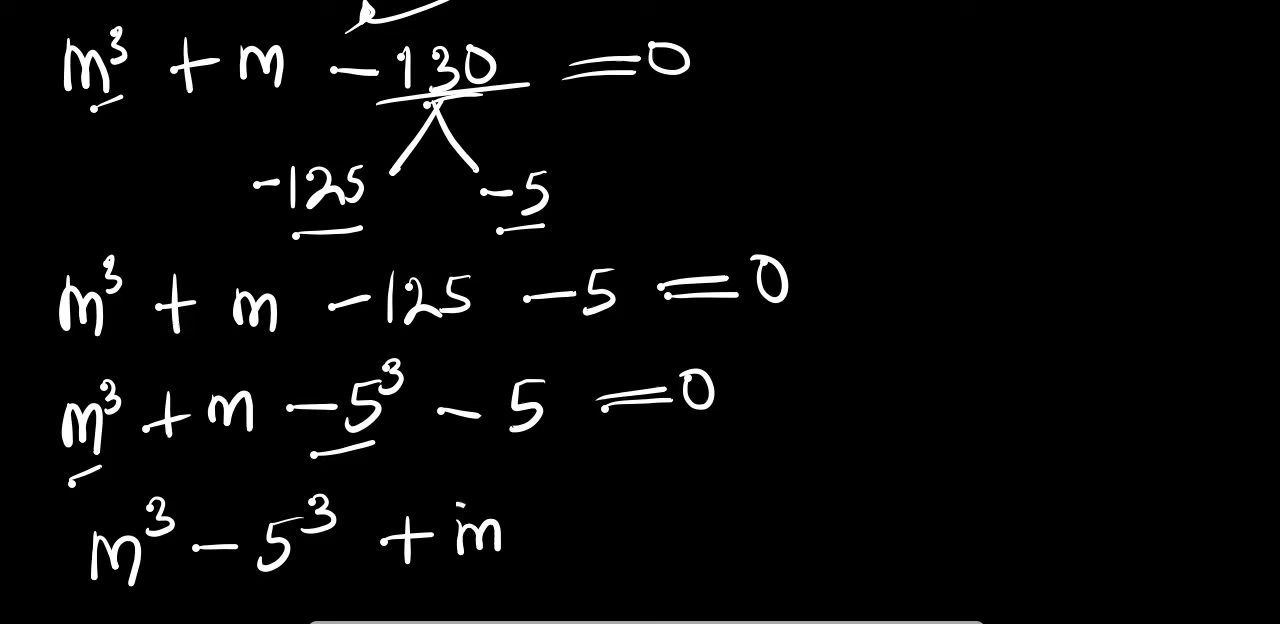 m³ + m - 130 = 0
-125 -5
m³ + m - 125 - 5 = 0
m³ + m - 5³ - 5 = 0
m³ - 5³ + m